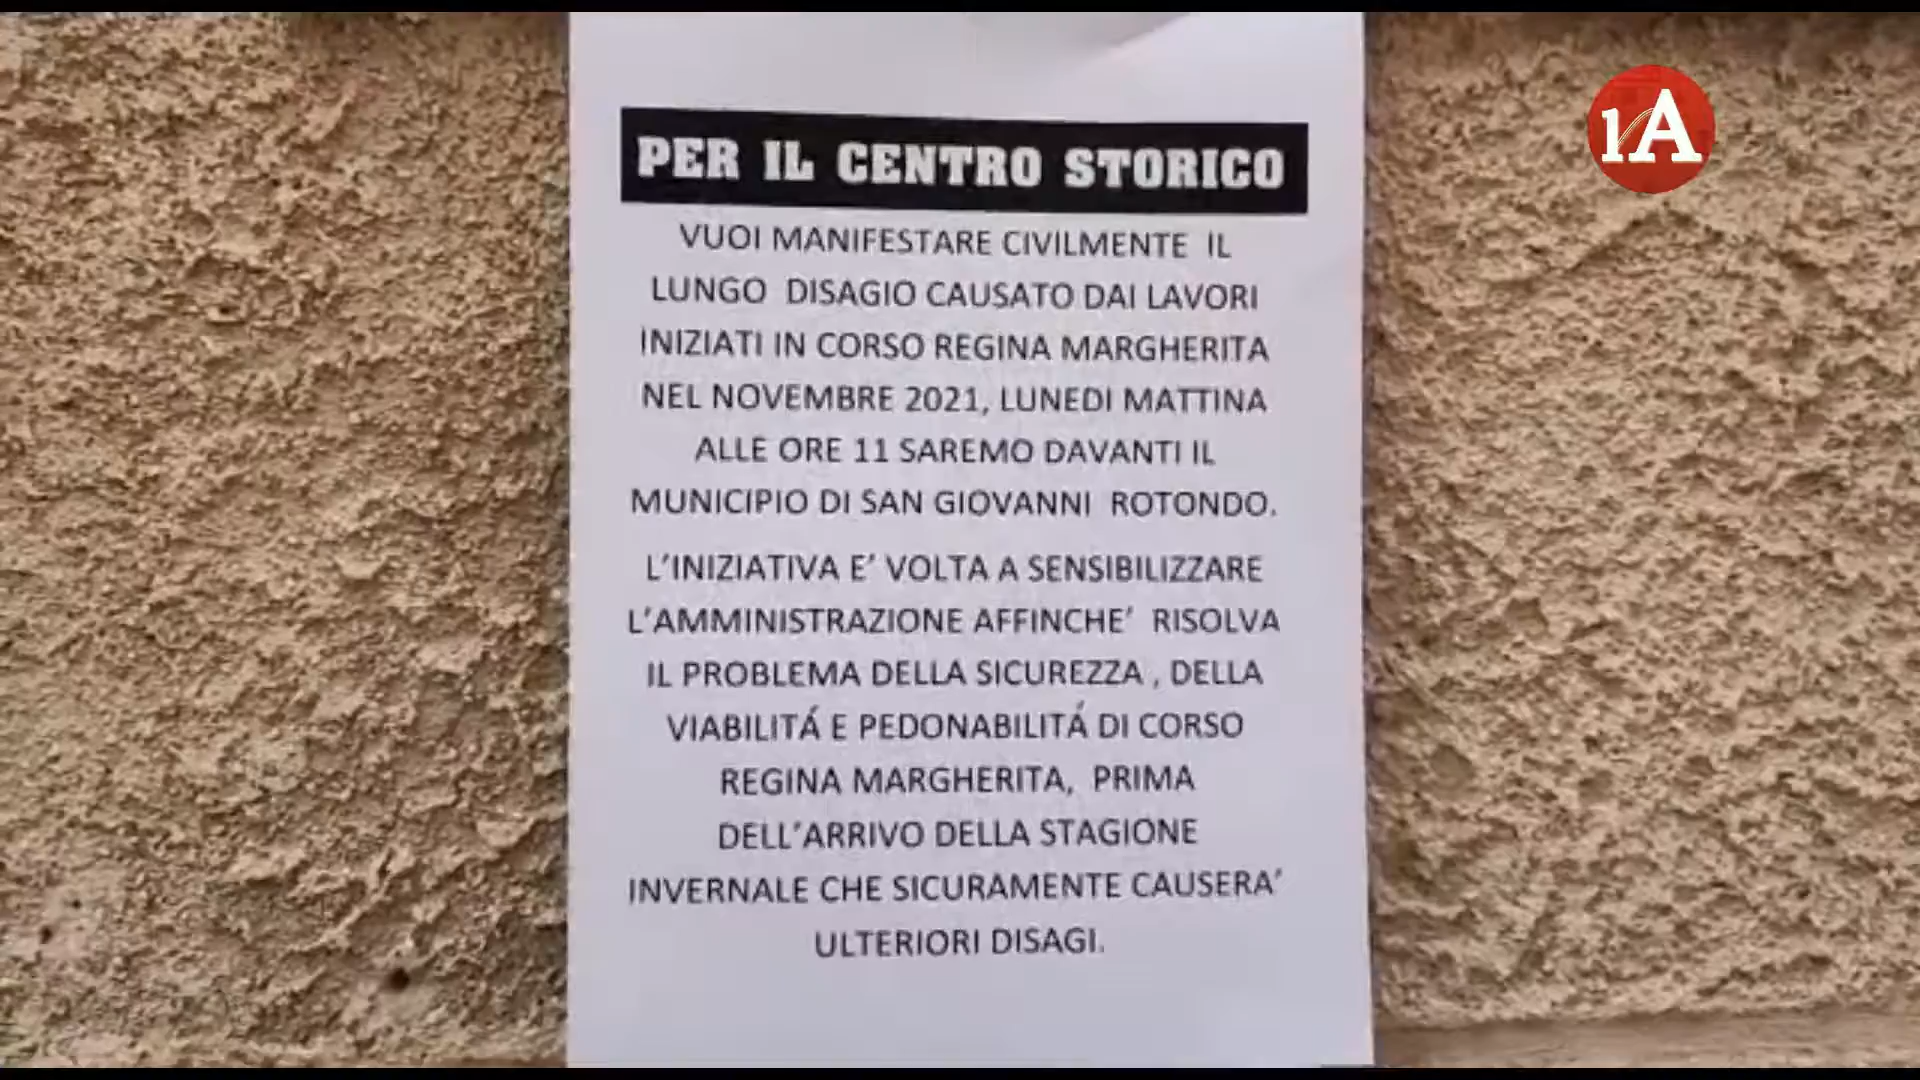 1A
PER IL CENTRO STORICO
VUOI MANIFESTARE CIVILMENTE IL
LUNGO DISAGIO CAUSATO DAI LAVORI
INIZIATI IN CORSO REGINA MARGHERITA
NEL NOVEMBRE 2021, LUNEDI MATTINA
ALLE ORE 11 SAREMO DAVANTI IL
MUNICIPIO DI SAN GIOVANNI ROTONDO.
L'INIZIATIVA E' VOLTA A SENSIBILIZZARE
L'AMMINISTRAZIONE AFFINCHE' RISOLVA
IL PROBLEMA DELLA SICUREZZA , DELLA
VIABILITÁ E PEDONABILITÁ DI CORSO
REGINA MARGHERITA, PRIMA
DELL'ARRIVO DELLA STAGIONE
INVERNALE CHE SICURAMENTE CAUSERA'
ULTERIORI DISAGI.